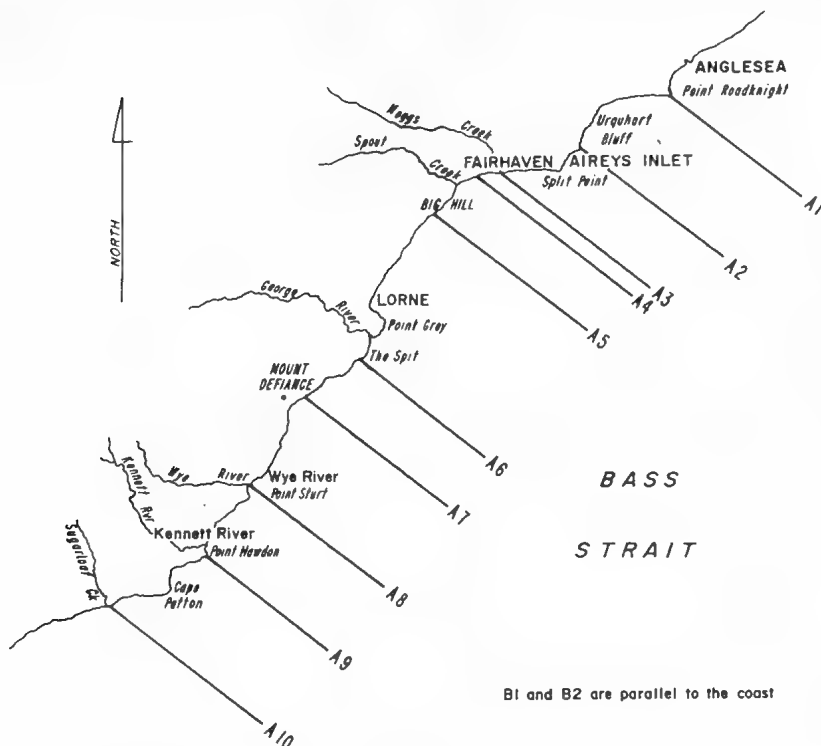 ANGLESEA
Point Roadknight
Urquhart
Bluff
Moggs
Creek
Spout
Creek
FAIRHAVEN
AIREYS INLET
Split Point
A1
BIG HILL
A2
NORTH
A3
A4
A5
George
River
LORNE
Point Grey
The Spit
MOUNT
DEFIANCE
A6
A7
BASS
STRAIT
Kennett
Rvr
Wye
River
Wye River
Point Sturt
Kennett River
Point Hawdon
Sugarloaf
Ck
Cape
Patton
A8
A9
A10
B1 and B2 are parallel to the coast